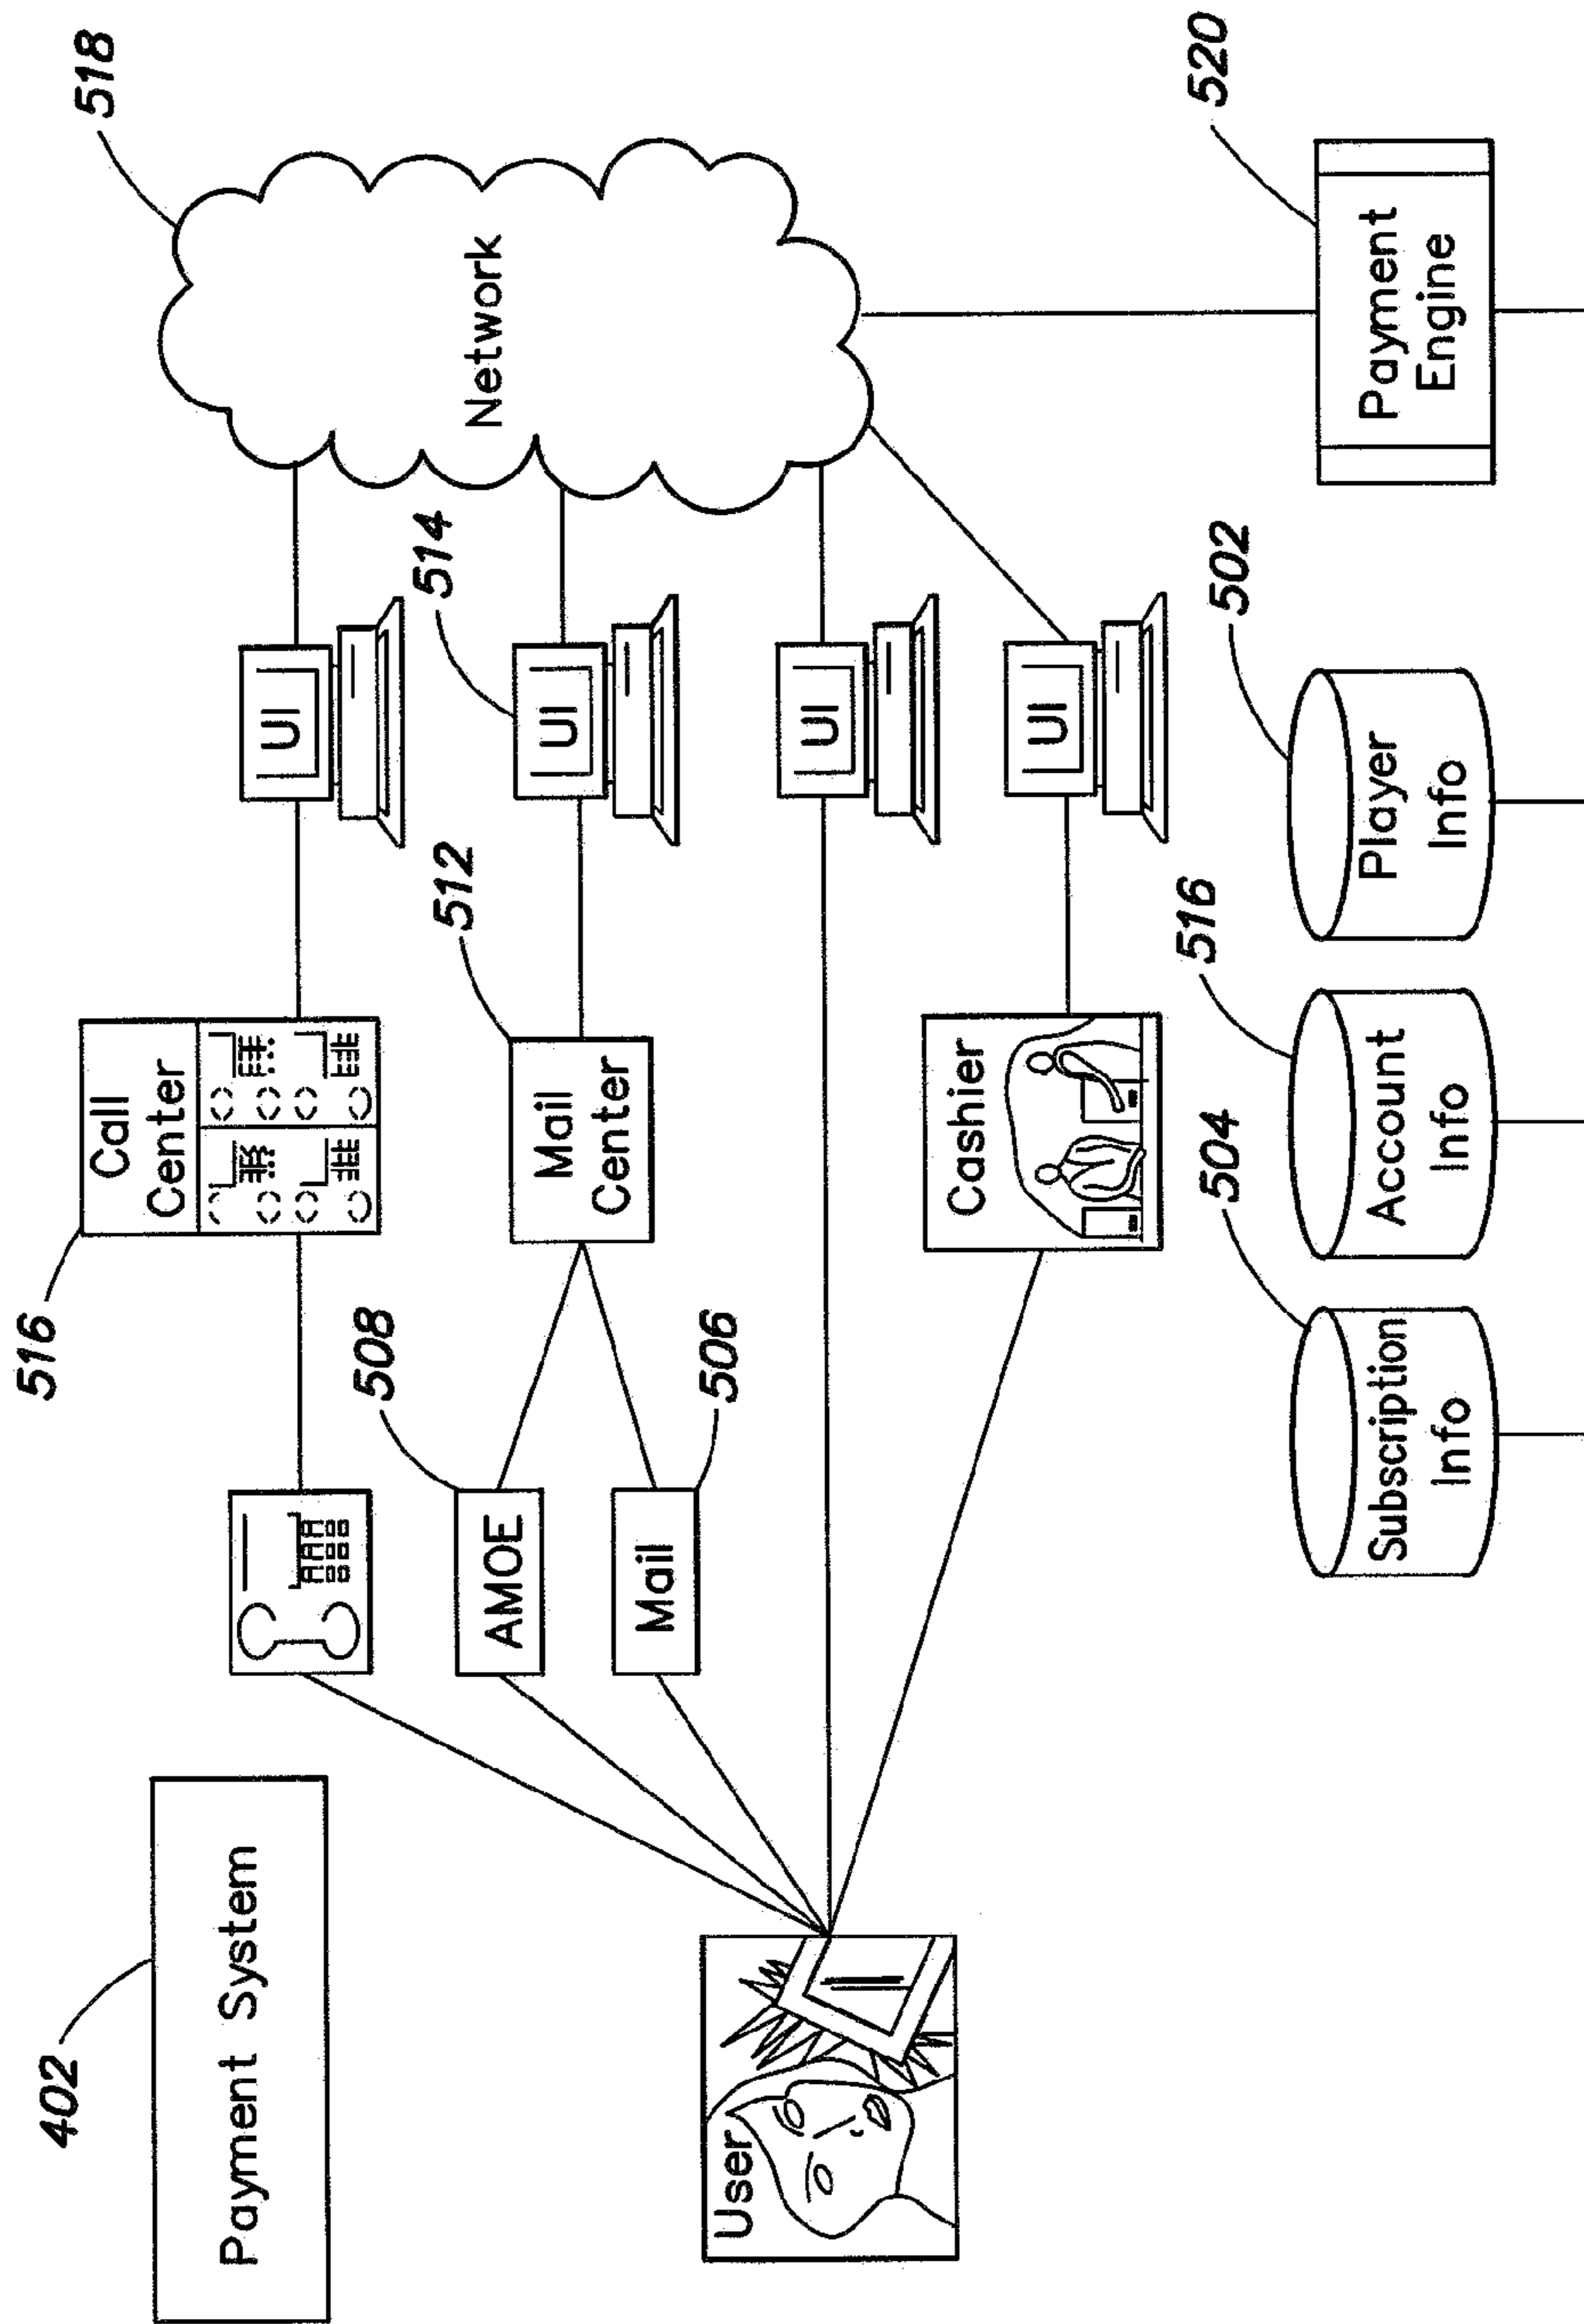 402
Payment System
516
Call
Center
518
UI
508
AMOE
512
Mail
Center
514
UI
Network
Mail
506
User
UI
Cashier
UI
504
Subscription
Info
516
Account
Info
502
Player
Info
520
Payment
Engine